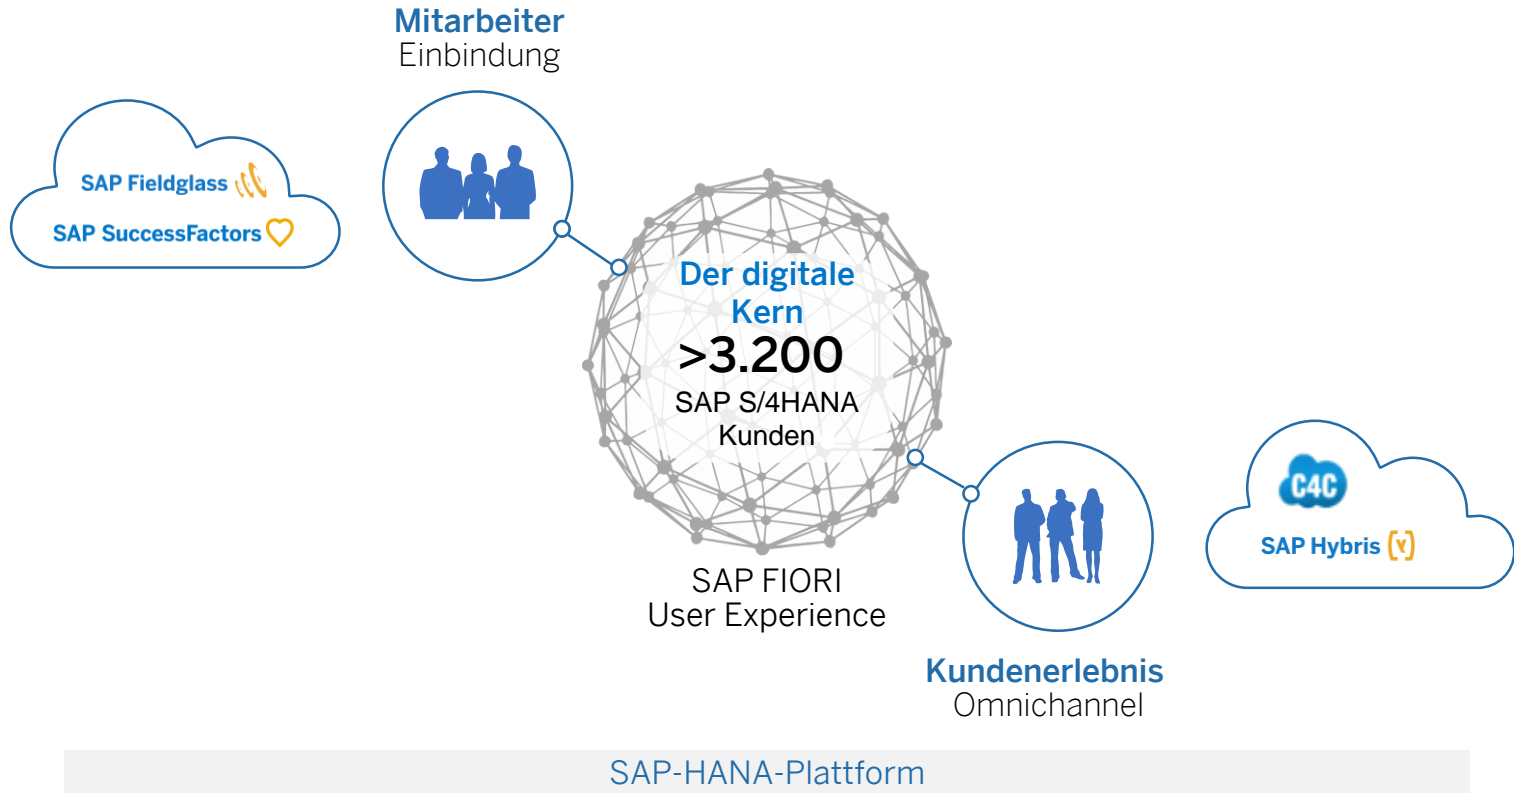 Mitarbeiter
Einbindung
SAP Fieldglass
SAP SuccessFactors
Der digitale
Kern
>3.200
SAP S/4HANA
Kunden
SAP FIORI
User Experience
C4C
SAP Hybris
Kundenerlebnis
Omnichannel
SAP-HANA-Plattform